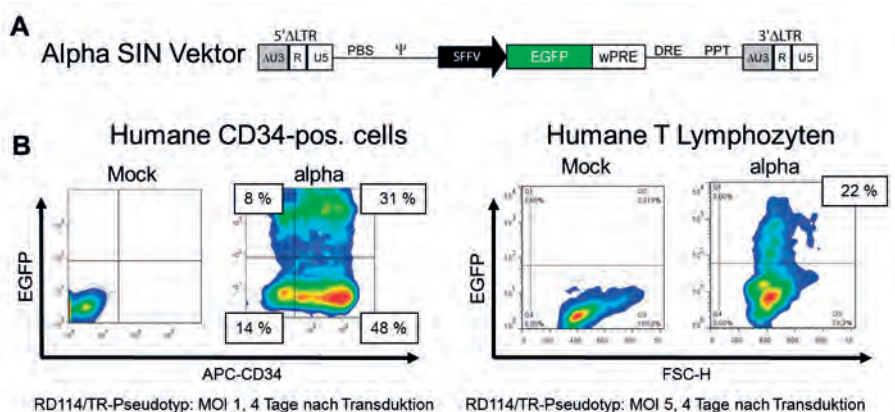 A
Alpha SIN Vektor
5'ΔLTR
ΔU3 R U5
PBS Ψ
SFFV EGFP wPRE
DRE PPT
3'ΔLTR
ΔU3 R U5
B
Humane CD34-pos. cells
Mock alpha
EGFP
8 % 31 %
14 % 48 %
APC-CD34
RD114/TR-Pseudotyp: MOI 1, 4 Tage nach Transduktion
Humane T Lymphozyten
Mock alpha
EGFP
22 %
FSC-H
RD114/TR-Pseudotyp: MOI 5, 4 Tage nach Transduktion